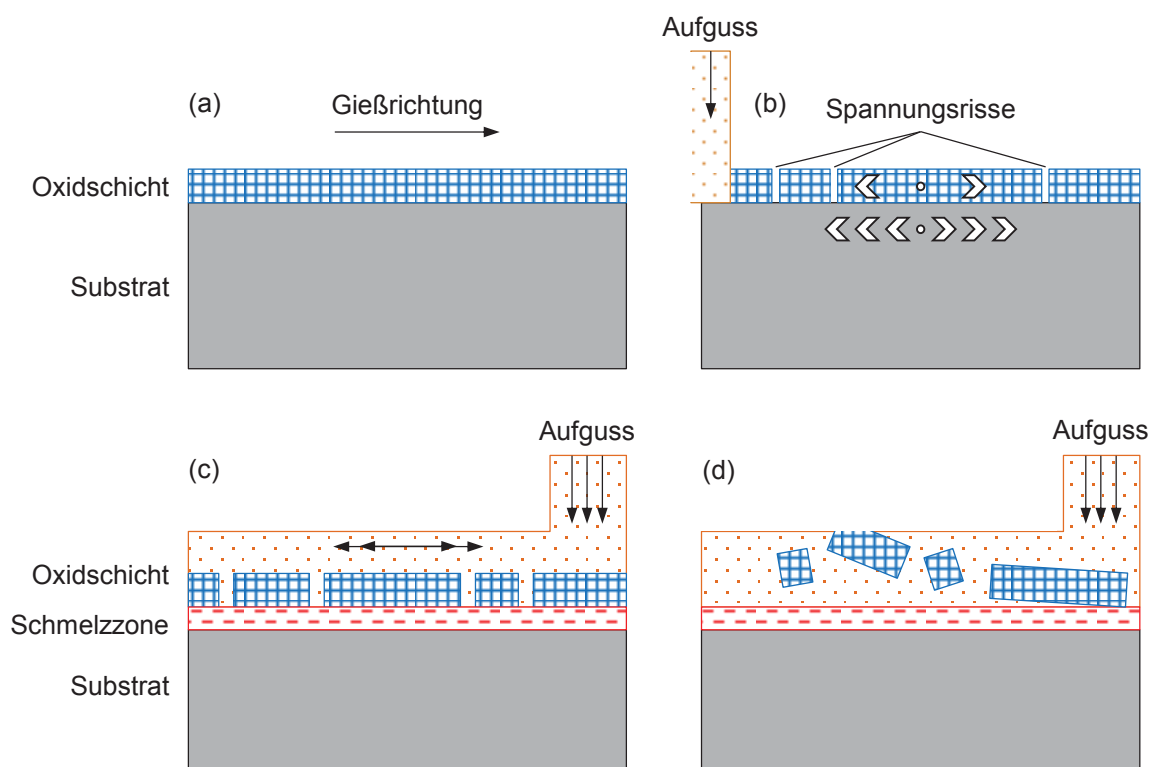 Aufguss
(a)
Gießrichtung
(b)
Spannungsrisse
Oxidschicht
Substrat
Aufguss
Aufguss
(c)
(d)
Oxidschicht
Schmelzzone
Substrat